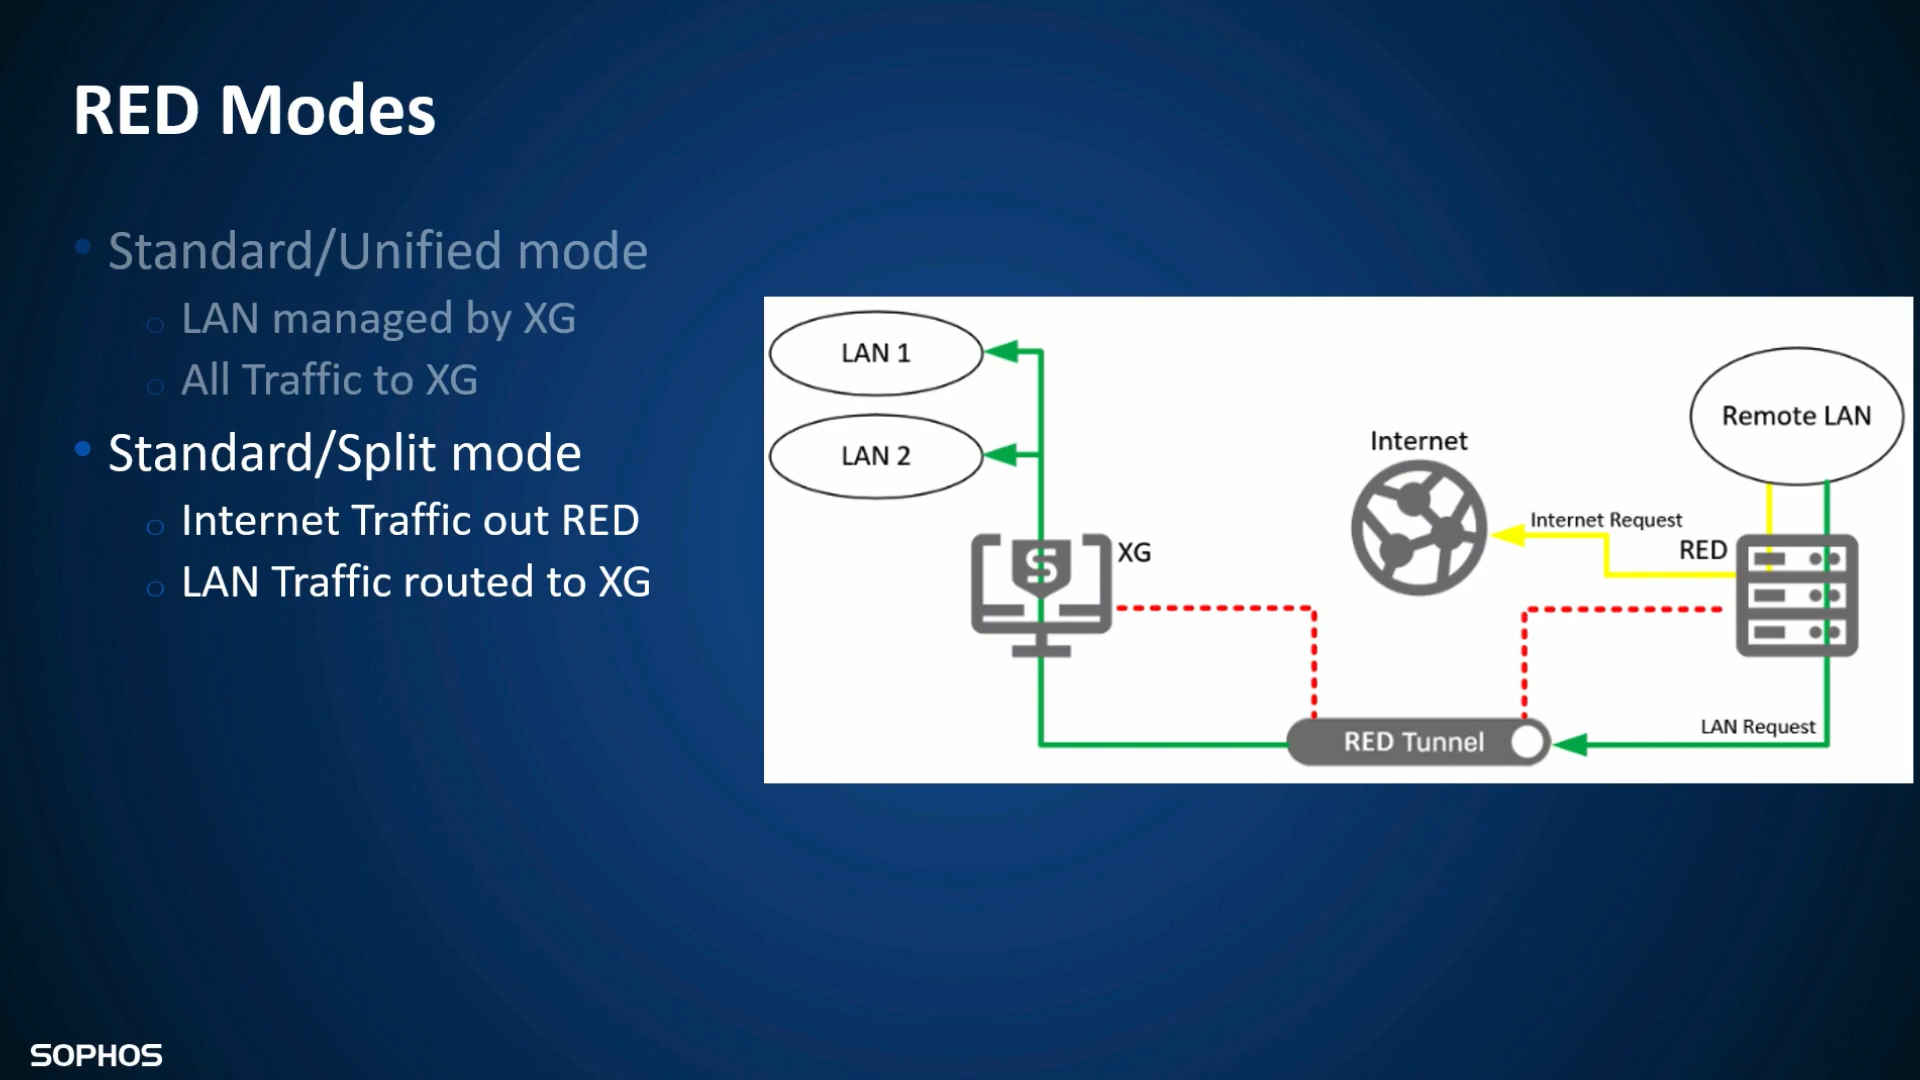 RED Modes
• Standard/Unified mode
○ LAN managed by XG
○ All Traffic to XG
• Standard/Split mode
○ Internet Traffic out RED
○ LAN Traffic routed to XG
LAN 1
LAN 2
XG
Internet
Internet Request
Remote LAN
RED
RED Tunnel
LAN Request
SOPHOS